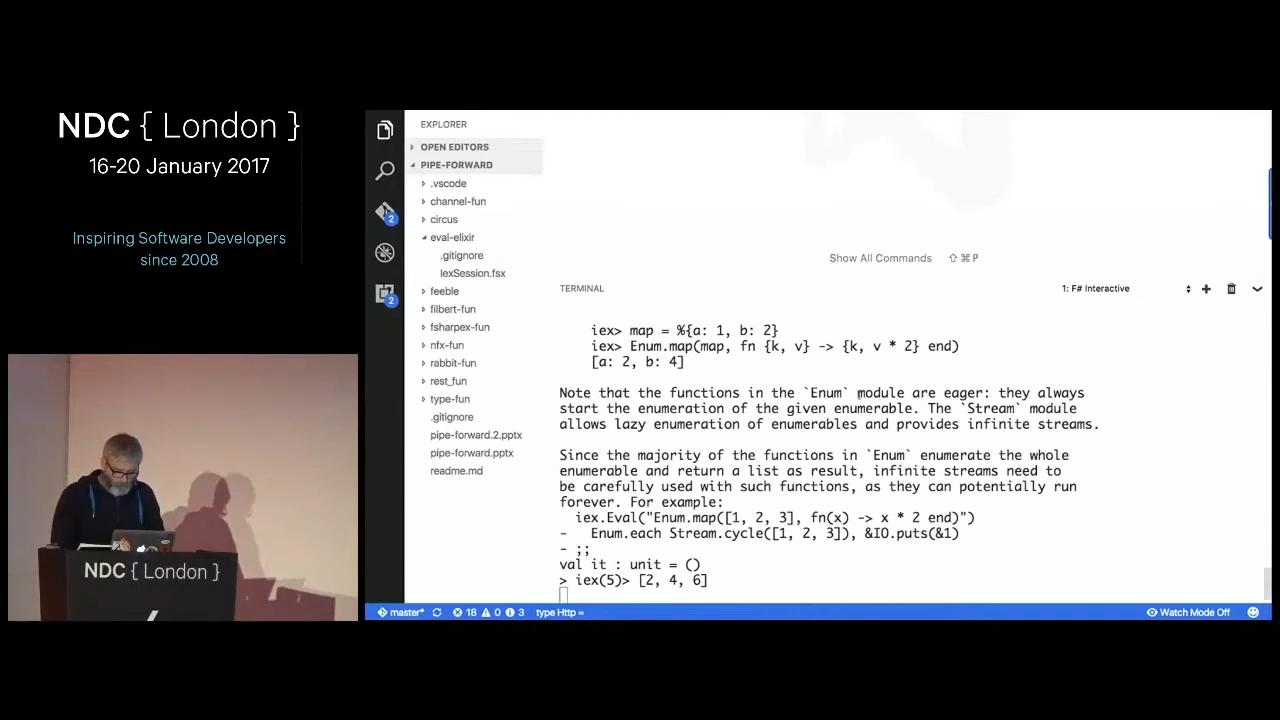 NDC { London }
16-20 January 2017
Inspiring Software Developers
since 2008
NDC { London }
EXPLORER
OPEN EDITORS
PIPE-FORWARD
.vscode
channel-fun
circus
eval-elixir
.gitignore
IexSession.fsx
feeble
filbert-fun
fsharpex-fun
nfx-fun
rabbit-fun
rest_fun
type-fun
.gitignore
pipe-forward.2.pptx
pipe-forward.pptx
readme.md
2
2
Show All Commands ⇧⌘P
TERMINAL
1: F# Interactive
iex> map = %{a: 1, b: 2}
iex> Enum.map(map, fn {k, v} -> {k, v * 2} end)
[a: 2, b: 4]
Note that the functions in the `Enum` module are eager: they always
start the enumeration of the given enumerable. The `Stream` module
allows lazy enumeration of enumerables and provides infinite streams.
Since the majority of the functions in `Enum` enumerate the whole
enumerable and return a list as result, infinite streams need to
be carefully used with such functions, as they can potentially run
forever. For example:
iex.Eval("Enum.map([1, 2, 3], fn(x) -> x * 2 end)")
- Enum.each Stream.cycle([1, 2, 3]), &IO.puts(&1)
- ;;
val it : unit = ()
> iex(5)> [2, 4, 6]
master* 18 0 3 type Http =
Watch Mode Off